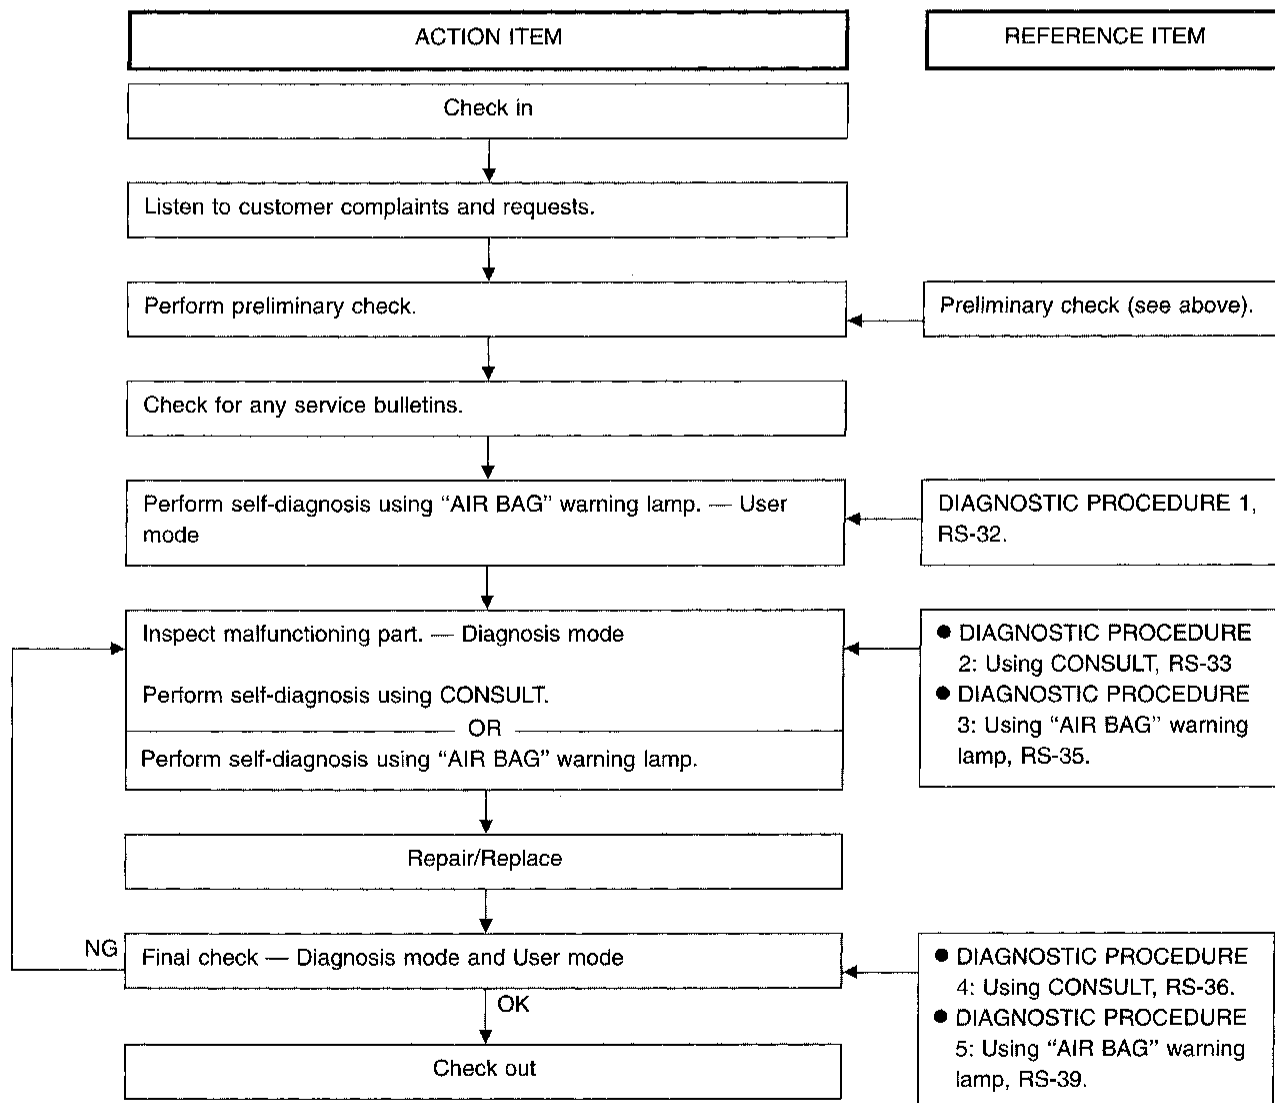 ACTION ITEM
REFERENCE ITEM
Check in
Listen to customer complaints and requests.
Perform preliminary check.
Preliminary check (see above).
Check for any service bulletins.
Perform self-diagnosis using “AIR BAG” warning lamp. — User
mode
DIAGNOSTIC PROCEDURE 1,
RS-32.
Inspect malfunctioning part. — Diagnosis mode
Perform self-diagnosis using CONSULT.
OR
Perform self-diagnosis using “AIR BAG” warning lamp.
● DIAGNOSTIC PROCEDURE
2: Using CONSULT, RS-33
● DIAGNOSTIC PROCEDURE
3: Using “AIR BAG” warning
lamp, RS-35.
Repair/Replace
NG
Final check — Diagnosis mode and User mode
● DIAGNOSTIC PROCEDURE
4: Using CONSULT, RS-36.
● DIAGNOSTIC PROCEDURE
5: Using “AIR BAG” warning
lamp, RS-39.
OK
Check out